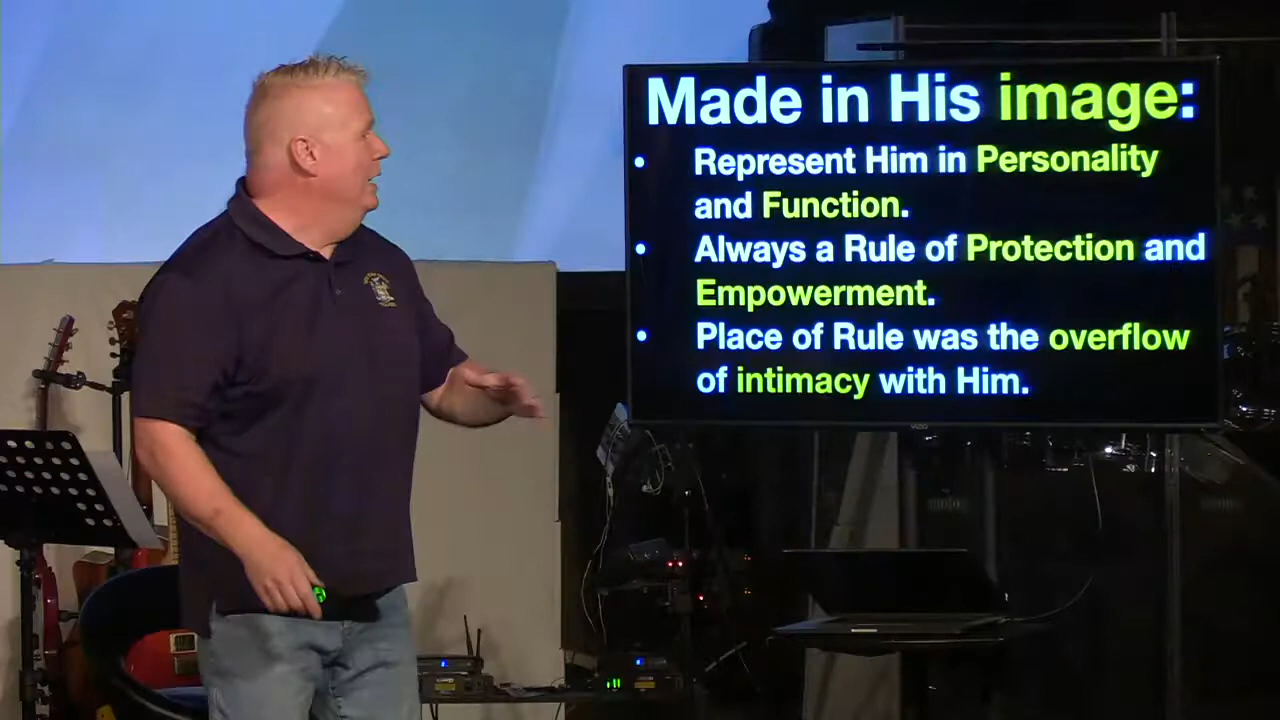 Made in His image:
• Represent Him in Personality
and Function.
• Always a Rule of Protection and
Empowerment.
• Place of Rule was the overflow
of intimacy with Him.
VIZIO